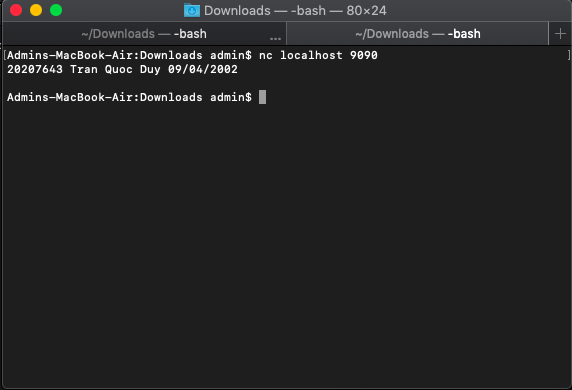 Downloads — -bash — 80×24
~/Downloads — -bash ... ~/Downloads — -bash +
[Admins-MacBook-Air:Downloads admin$ nc localhost 9090 ]
20207643 Tran Quoc Duy 09/04/2002
Admins-MacBook-Air:Downloads admin$